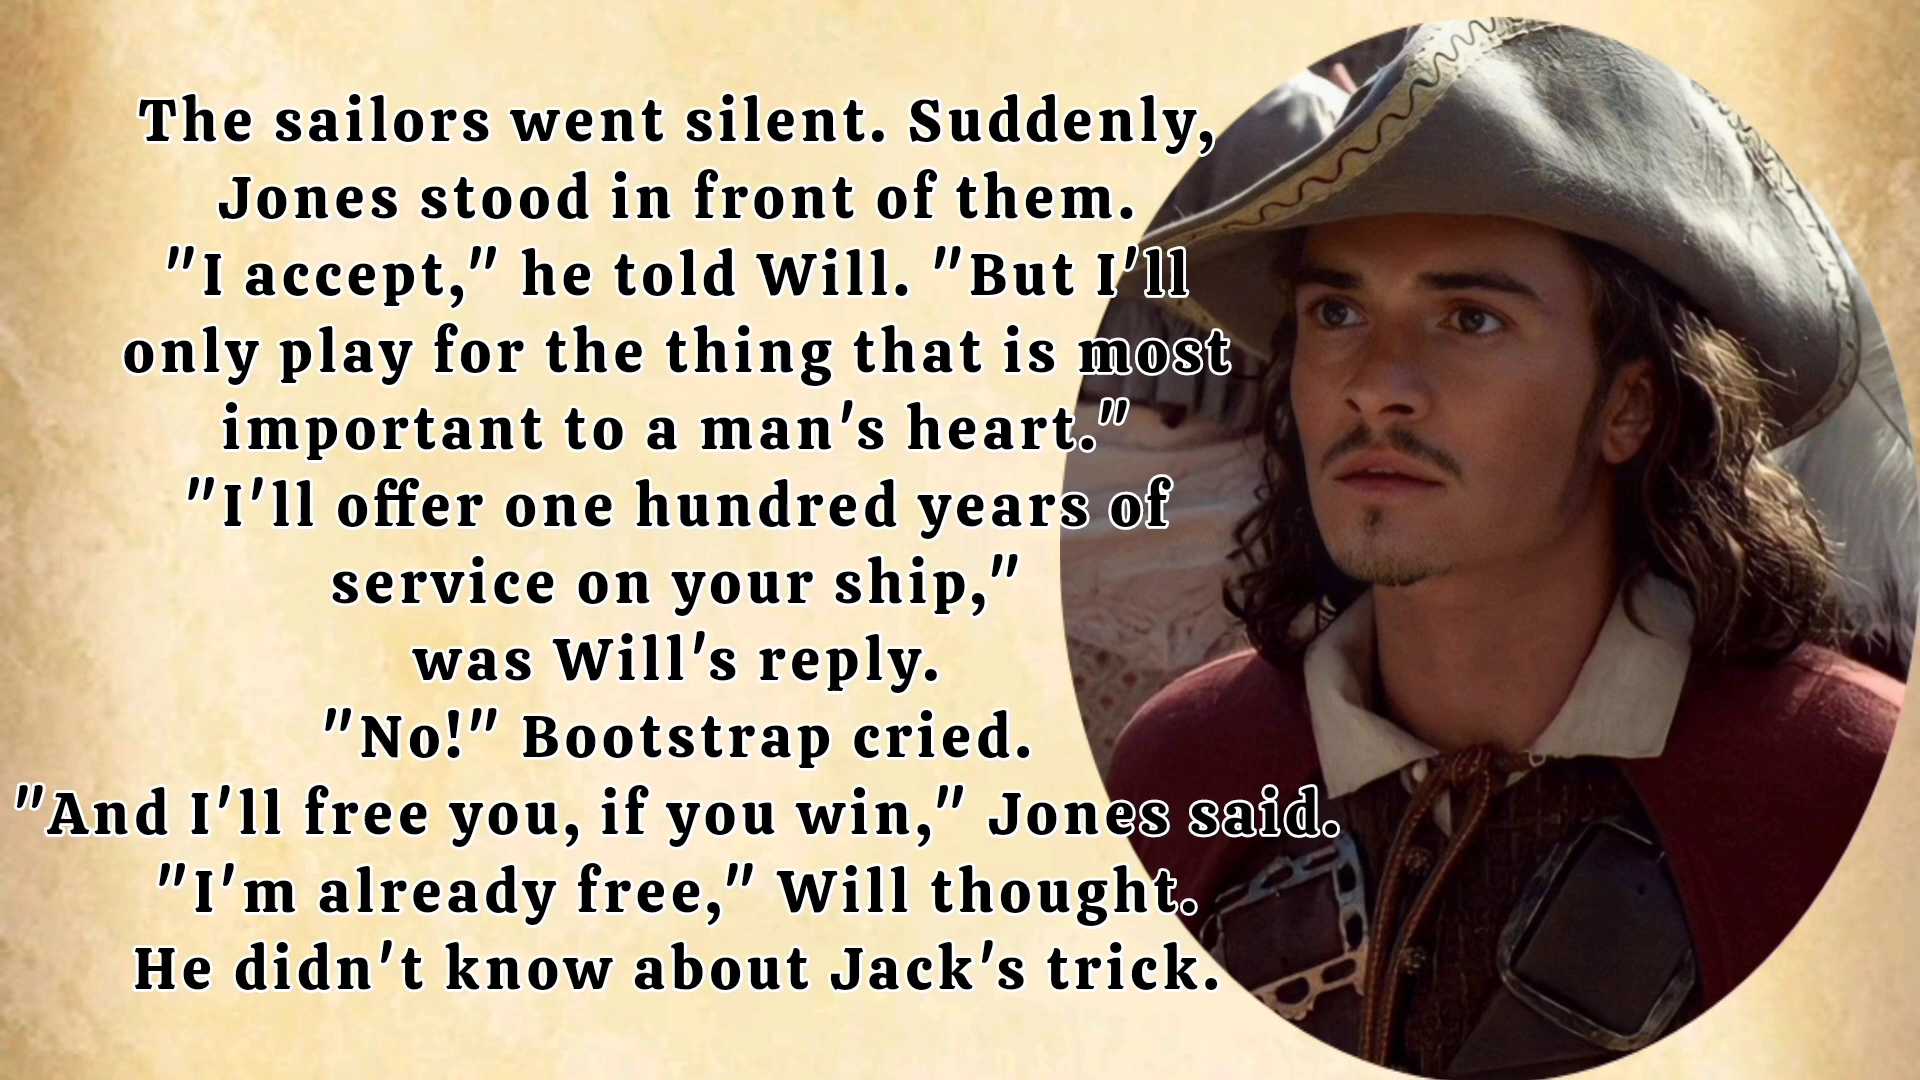 The sailors went silent. Suddenly,
Jones stood in front of them.
"I accept," he told Will. "But I'll
only play for the thing that is most
important to a man's heart."
"I'll offer one hundred years of
service on your ship,"
was Will's reply.
"No!" Bootstrap cried.
"And I'll free you, if you win," Jones said.
"I'm already free," Will thought.
He didn't know about Jack's trick.